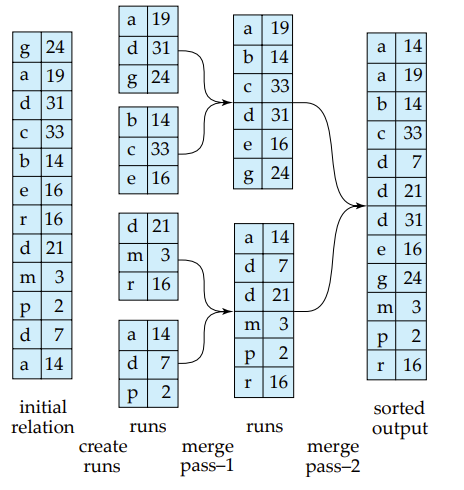 g 24
a 19
d 31
c 33
b 14
e 16
r 16
d 21
m 3
p 2
d 7
a 14
initial
relation
a 19
d 31
g 24
b 14
c 33
e 16
d 21
m 3
r 16
a 14
d 7
p 2
runs
create
runs
a 19
b 14
c 33
d 31
e 16
g 24
a 14
d 7
d 21
m 3
p 2
r 16
runs
merge
pass–1
a 14
a 19
b 14
c 33
d 7
d 21
d 31
e 16
g 24
m 3
p 2
r 16
sorted
output
merge
pass–2